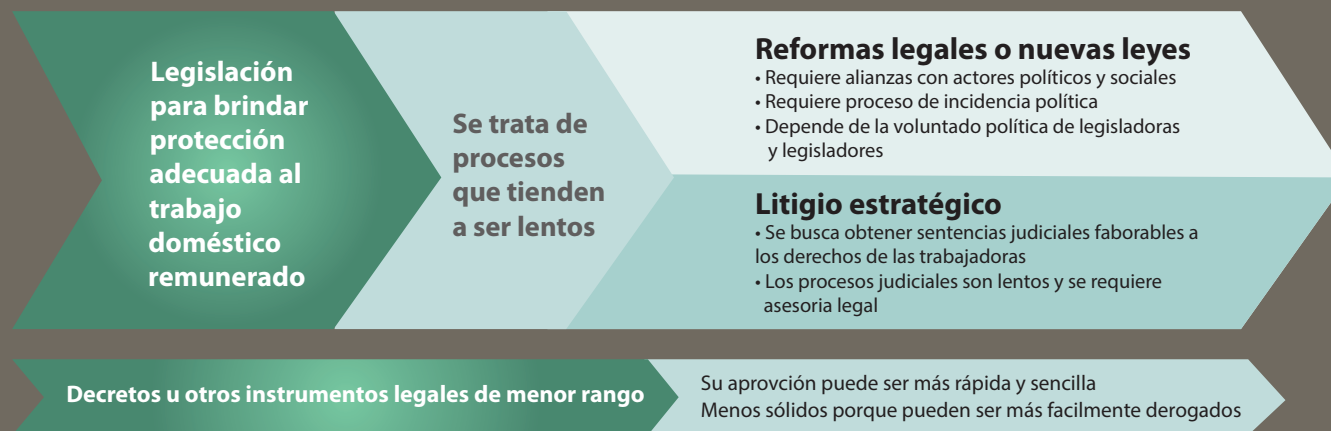 Legislación
para brindar
protección
adecuada al
trabajo
doméstico
remunerado
Se trata de
procesos
que tienden
a ser lentos
Reformas legales o nuevas leyes
• Requiere alianzas con actores políticos y sociales
• Requiere proceso de incidencia política
• Depende de la voluntado política de legisladoras
y legisladores
Litigio estratégico
• Se busca obtener sentencias judiciales faborables a
los derechos de las trabajadoras
• Los procesos judiciales son lentos y se requiere
asesoria legal
Decretos u otros instrumentos legales de menor rango
Su aprovción puede ser más rápida y sencilla
Menos sólidos porque pueden ser más facilmente derogados